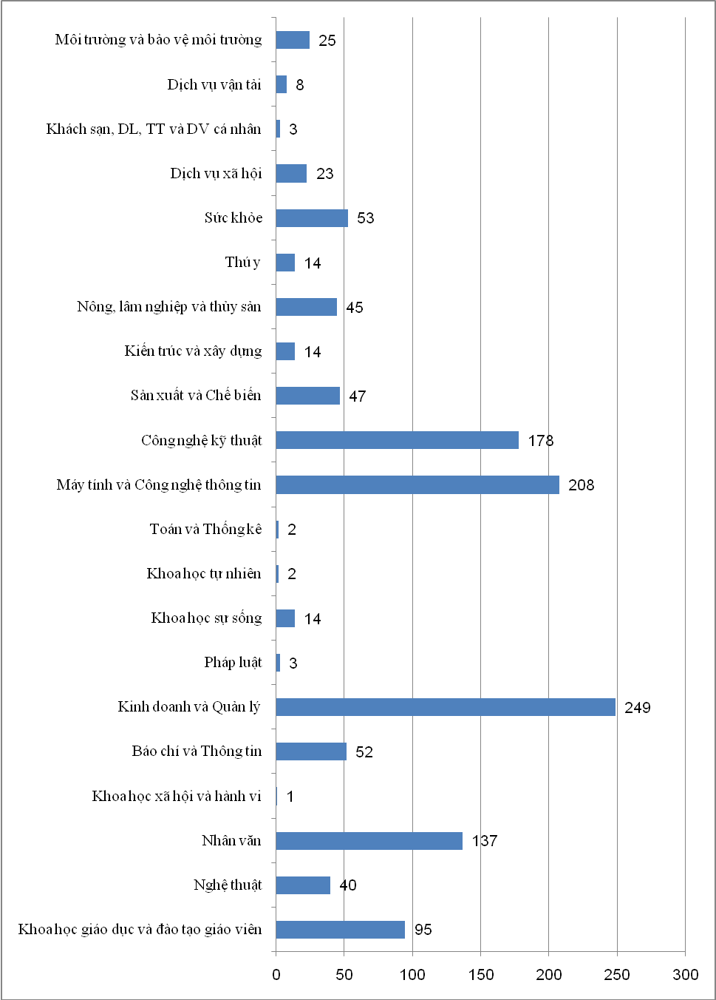 Môi trường và bảo vệ môi trường 25
Dịch vụ vận tải 8
Khách sạn, DL, TT và DV cá nhân 3
Dịch vụ xã hội 23
Sức khỏe 53
Thú y 14
Nông, lâm nghiệp và thủy sản 45
Kiến trúc và xây dựng 14
Sản xuất và Chế biến 47
Công nghệ kỹ thuật 178
Máy tính và Công nghệ thông tin 208
Toán và Thống kê 2
Khoa học tự nhiên 2
Khoa học sự sống 14
Pháp luật 3
Kinh doanh và Quản lý 249
Báo chí và Thông tin 52
Khoa học xã hội và hành vi 1
Nhân văn 137
Nghệ thuật 40
Khoa học giáo dục và đào tạo giáo viên 95
0 50 100 150 200 250 300